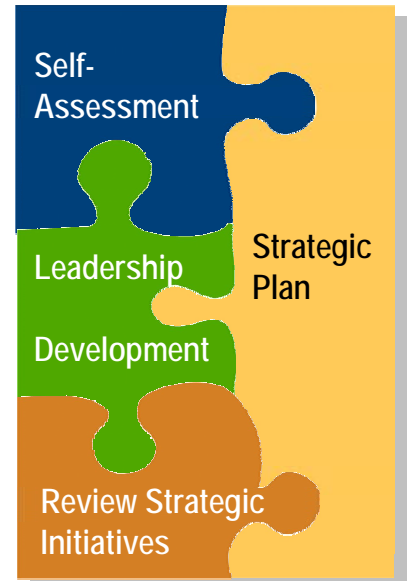 Self-
Assessment
Leadership
Development
Strategic
Plan
Review Strategic
Initiatives